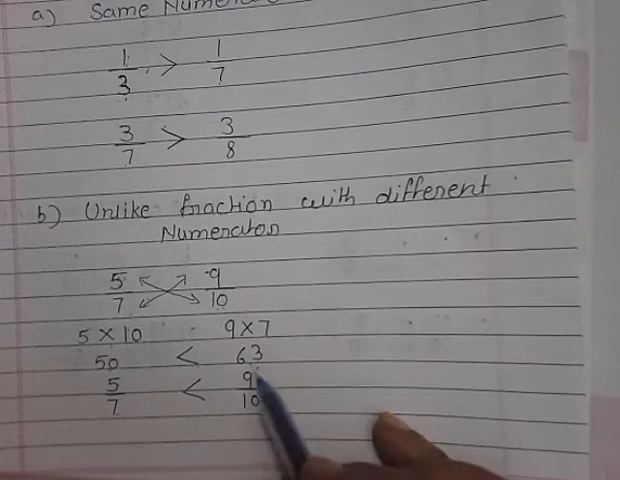 a) Same
1/3 > 1/7
3/7 > 3/8
b) Unlike fraction with different
Numerator
5/7 9/10
5 × 10 9 × 7
50 < 63
5/7 < 9/10